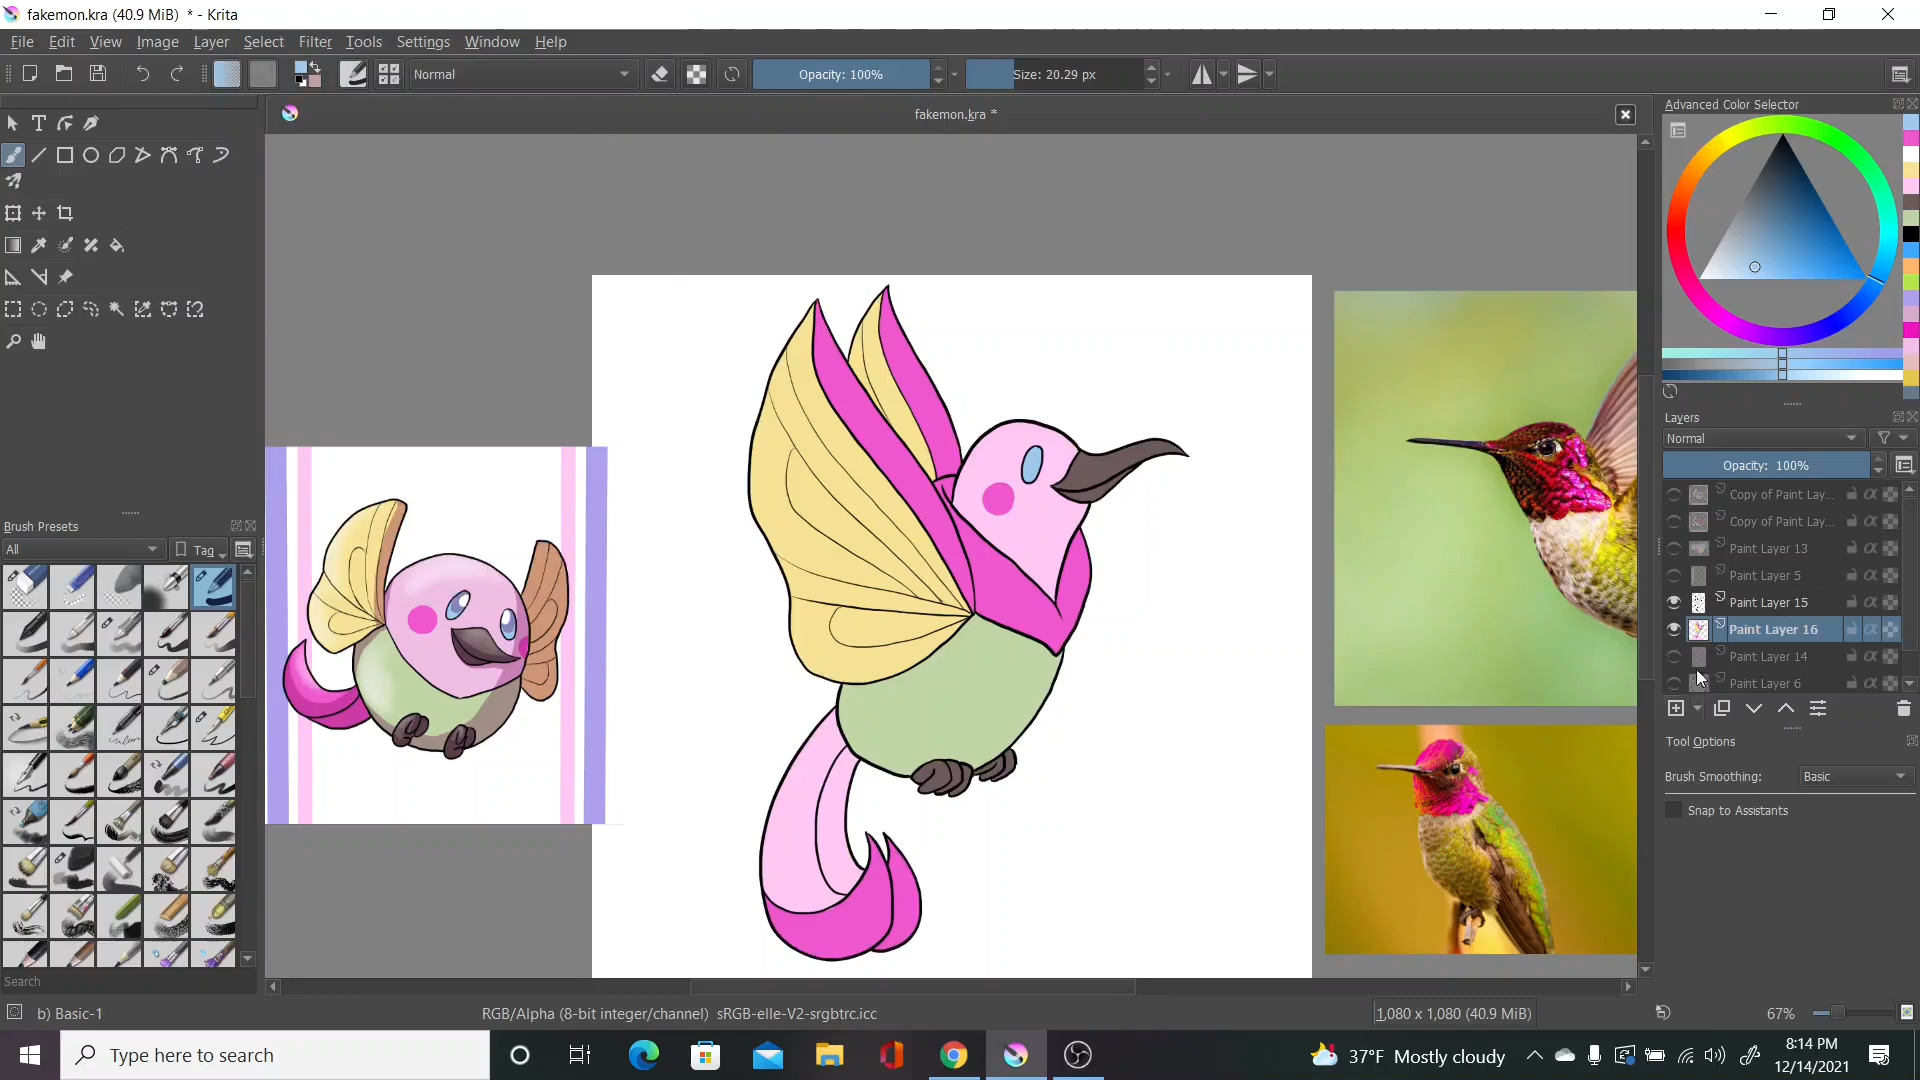 fakemon.kra (40.9 MiB) * - Krita
File Edit View Image Layer Select Filter Tools Settings Window Help
Normal
Opacity: 100%
Size: 20.29 px
fakemon.kra *
Advanced Color Selector
Layers
Normal
Opacity: 100%
Copy of Paint Lay...
Copy of Paint Lay...
Paint Layer 13
Paint Layer 5
Paint Layer 15
Paint Layer 16
Paint Layer 14
Paint Layer 6
Tool Options
Brush Smoothing: Basic
Snap to Assistants
Brush Presets
All
Tag
Search
b) Basic-1
RGB/Alpha (8-bit integer/channel) sRGB-elle-V2-srgbtrc.icc
1,080 x 1,080 (40.9 MiB)
67%
Type here to search
37°F Mostly cloudy
8:14 PM
12/14/2021